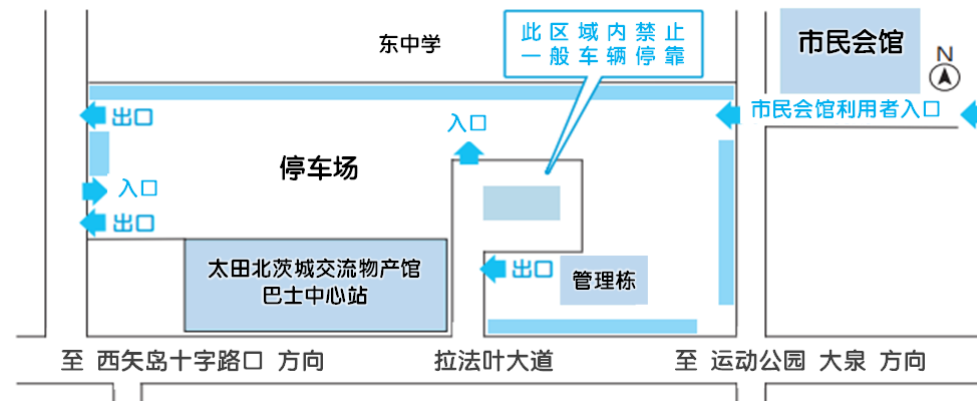 东中学
此区域内禁止
一般车辆停靠
市民会馆
N
出口
入口
市民会馆利用者入口
停车场
入口
出口
太田北茨城交流物产馆
巴士中心站
出口
管理栋
至 西矢岛十字路口 方向
拉法叶大道
至 运动公园 大泉 方向